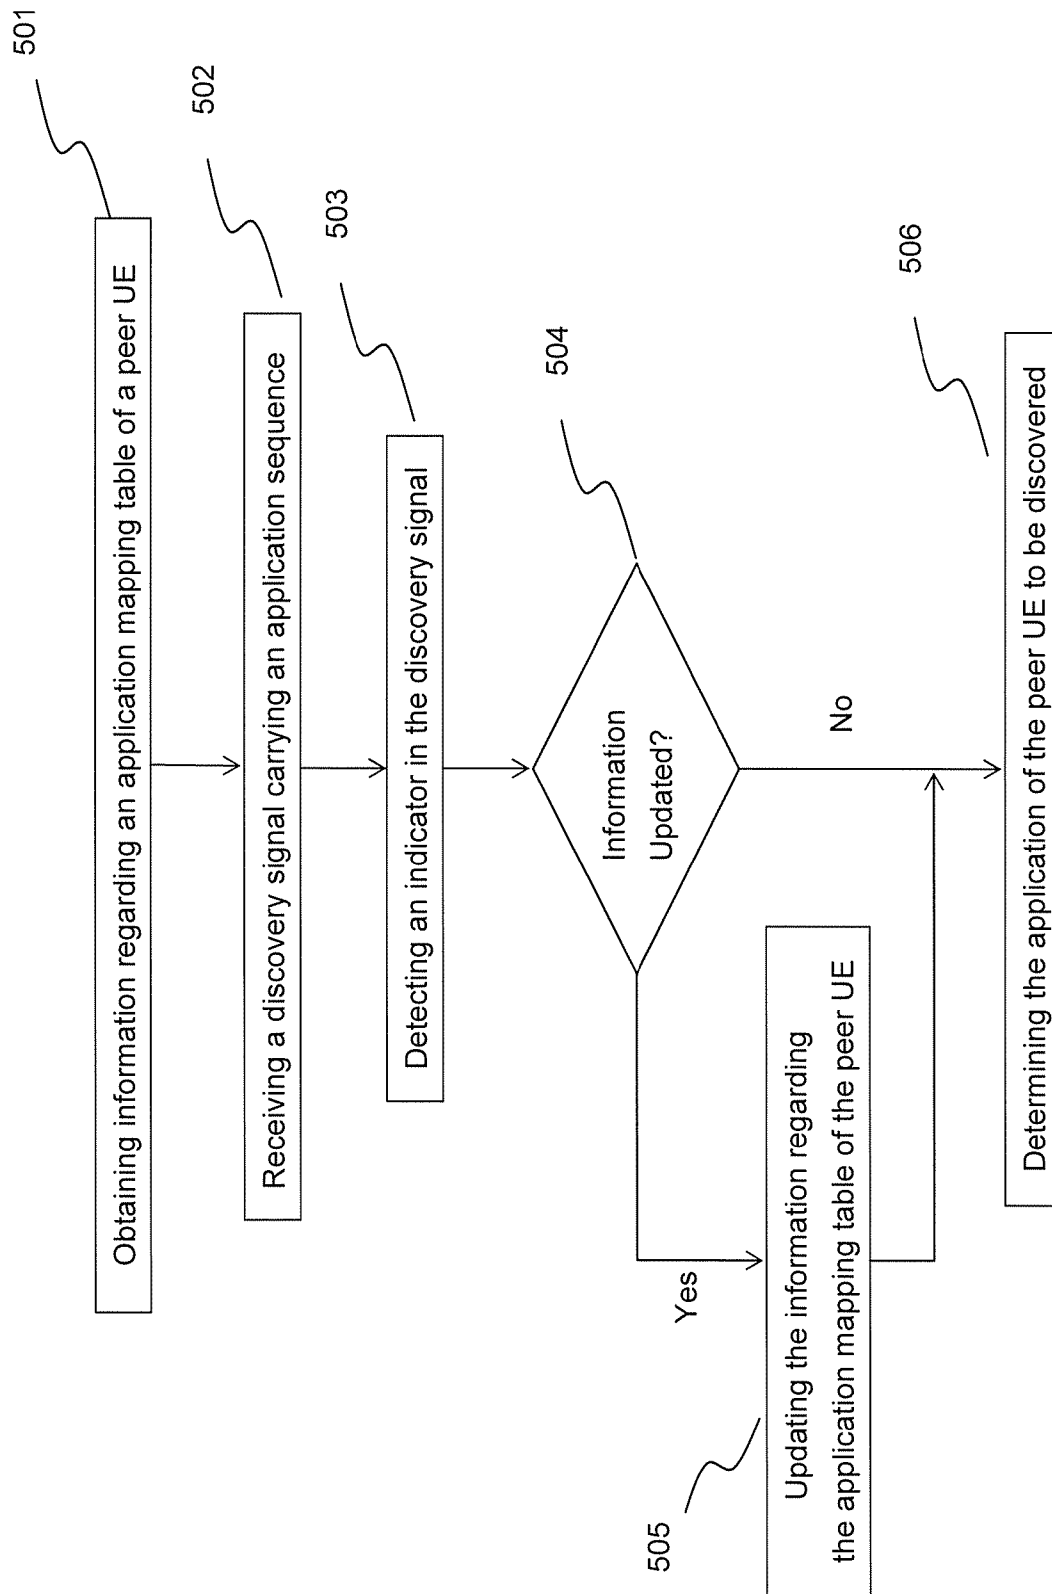 501
Obtaining information regarding an application mapping table of a peer UE
502
Receiving a discovery signal carrying an application sequence
503
Detecting an indicator in the discovery signal
504
Information
Updated?
Yes
No
505
Updating the information regarding
the application mapping table of the peer UE
506
Determining the application of the peer UE to be discovered